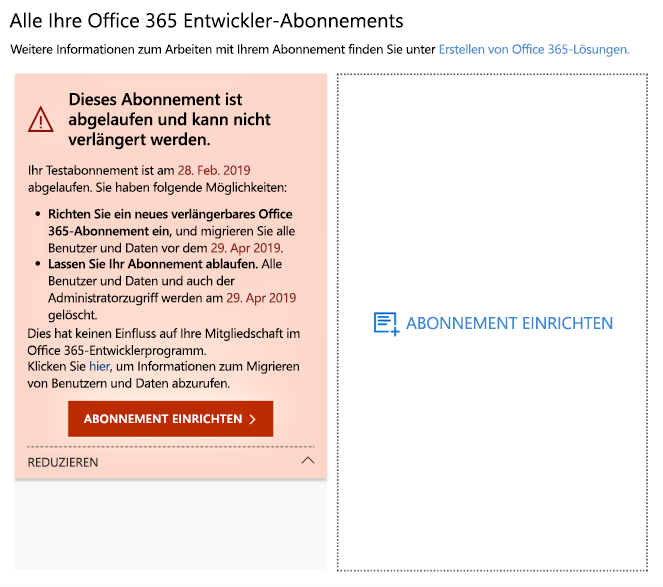 Alle Ihre Office 365 Entwickler-Abonnements
Weitere Informationen zum Arbeiten mit Ihrem Abonnement finden Sie unter Erstellen von Office 365-Lösungen.
Dieses Abonnement ist
abgelaufen und kann nicht
verlängert werden.
Ihr Testabonnement ist am 28. Feb. 2019
abgelaufen. Sie haben folgende Möglichkeiten:
• Richten Sie ein neues verlängerbares Office
365-Abonnement ein, und migrieren Sie alle
Benutzer und Daten vor dem 29. Apr 2019.
• Lassen Sie Ihr Abonnement ablaufen. Alle
Benutzer und Daten und auch der
Administratorzugriff werden am 29. Apr 2019
gelöscht.
Dies hat keinen Einfluss auf Ihre Mitgliedschaft im
Office 365-Entwicklerprogramm.
Klicken Sie hier, um Informationen zum Migrieren
von Benutzern und Daten abzurufen.
ABONNEMENT EINRICHTEN
REDUZIEREN
ABONNEMENT EINRICHTEN